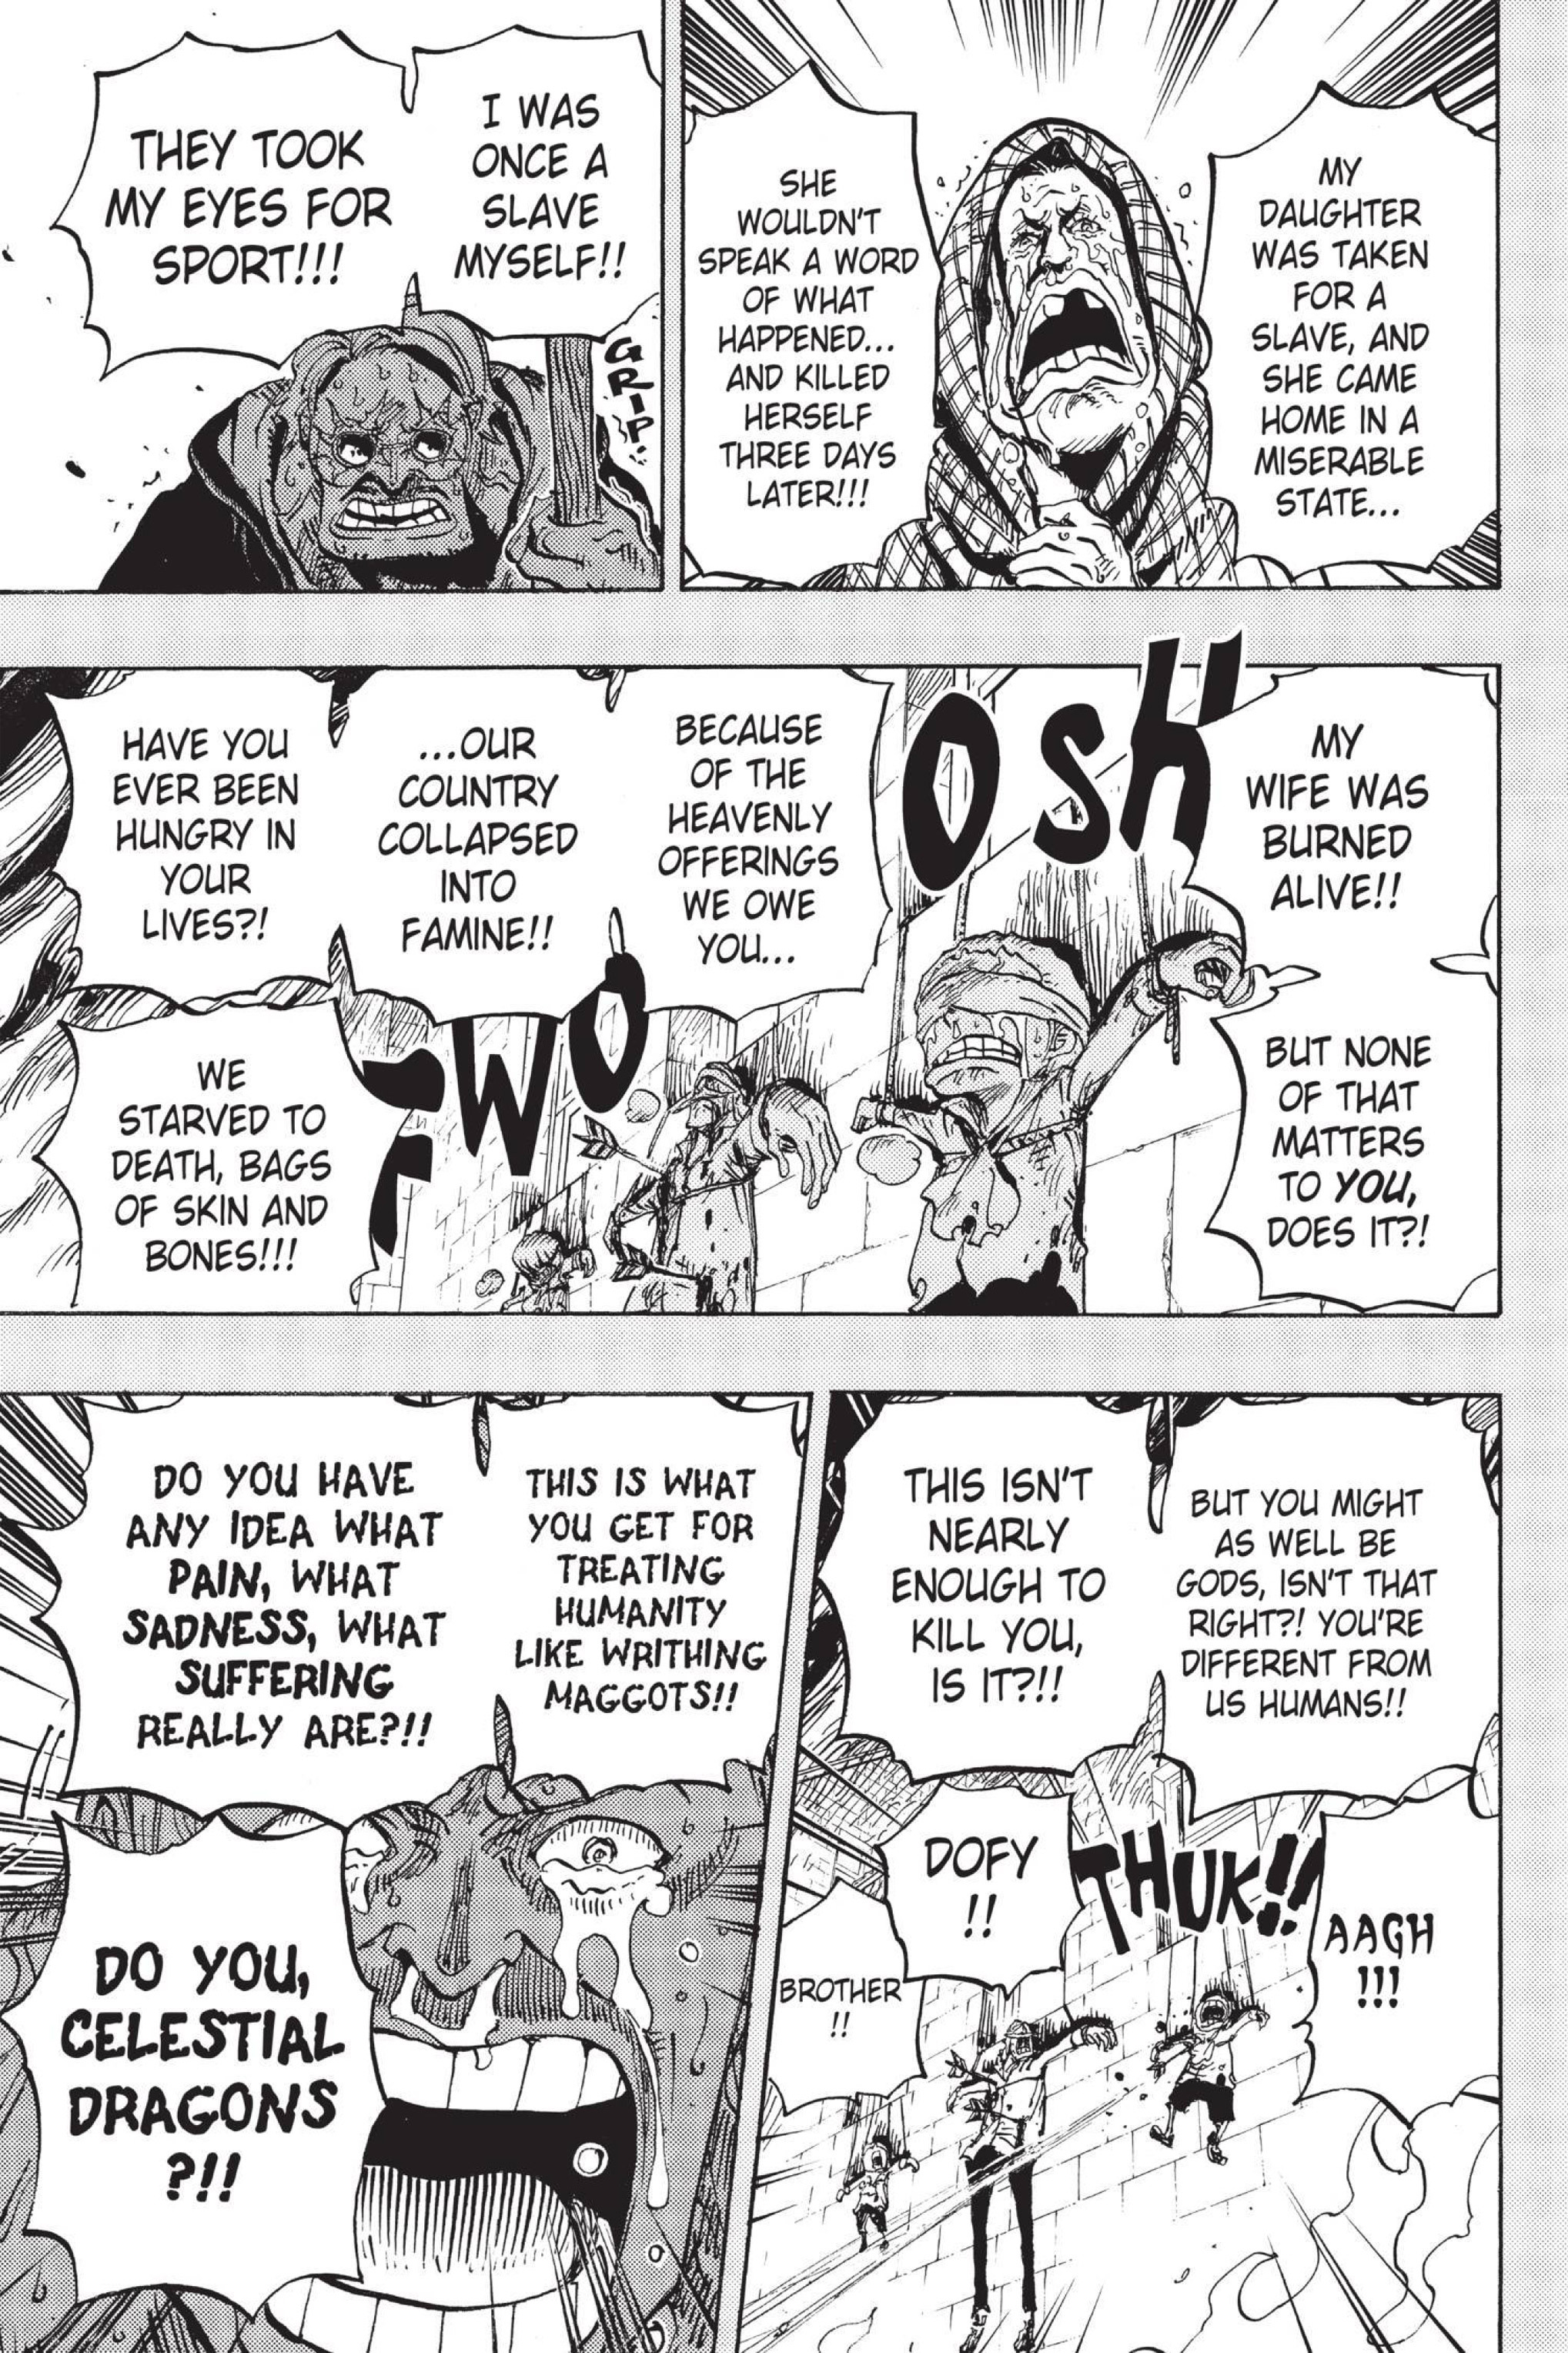 MY
DAUGHTER
WAS TAKEN
FOR A
SLAVE, AND
SHE CAME
HOME IN A
MISERABLE
STATE...
SHE
WOULDN'T
SPEAK A WORD
OF WHAT
HAPPENED...
AND KILLED
HERSELF
THREE DAYS
LATER!!!
I WAS
ONCE A
SLAVE
MYSELF!!
THEY TOOK
MY EYES FOR
SPORT!!!
GRIP!
MY
WIFE WAS
BURNED
ALIVE!!
BUT NONE
OF THAT
MATTERS
TO YOU,
DOES IT?!
BECAUSE
OF THE
HEAVENLY
OFFERINGS
WE OWE
YOU...
...OUR
COUNTRY
COLLAPSED
INTO
FAMINE!!
HAVE YOU
EVER BEEN
HUNGRY IN
YOUR
LIVES?!
WE
STARVED TO
DEATH, BAGS
OF SKIN AND
BONES!!!
BUT YOU MIGHT
AS WELL BE
GODS, ISN'T THAT
RIGHT?! YOU'RE
DIFFERENT FROM
US HUMANS!!
THIS ISN'T
NEARLY
ENOUGH TO
KILL YOU,
IS IT?!!
AAGH
!!!
THUK!!
DOFY
!!
BROTHER
!!
THIS IS WHAT
YOU GET FOR
TREATING
HUMANITY
LIKE WRITHING
MAGGOTS!!
DO YOU HAVE
ANY IDEA WHAT
PAIN, WHAT
SADNESS, WHAT
SUFFERING
REALLY ARE?!!
DO YOU,
CELESTIAL
DRAGONS
?!!